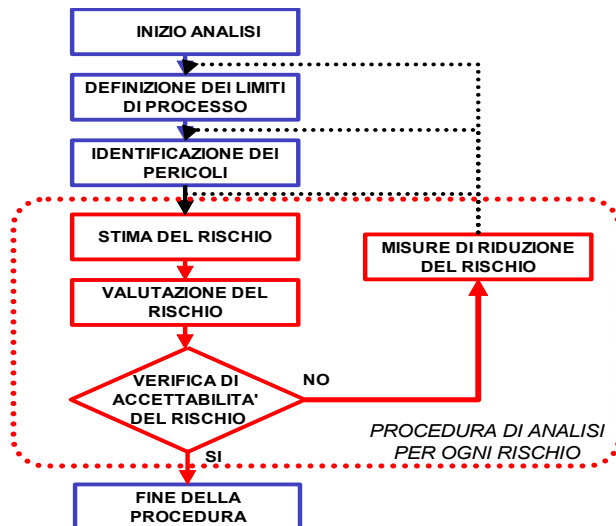 INIZIO ANALISI
DEFINIZIONE DEI LIMITI
DI PROCESSO
IDENTIFICAZIONE DEI
PERICOLI
STIMA DEL RISCHIO
MISURE DI RIDUZIONE
DEL RISCHIO
VALUTAZIONE DEL
RISCHIO
VERIFICA DI
ACCETTABILITA'
DEL RISCHIO
NO
PROCEDURA DI ANALISI
PER OGNI RISCHIO
SI
FINE DELLA
PROCEDURA